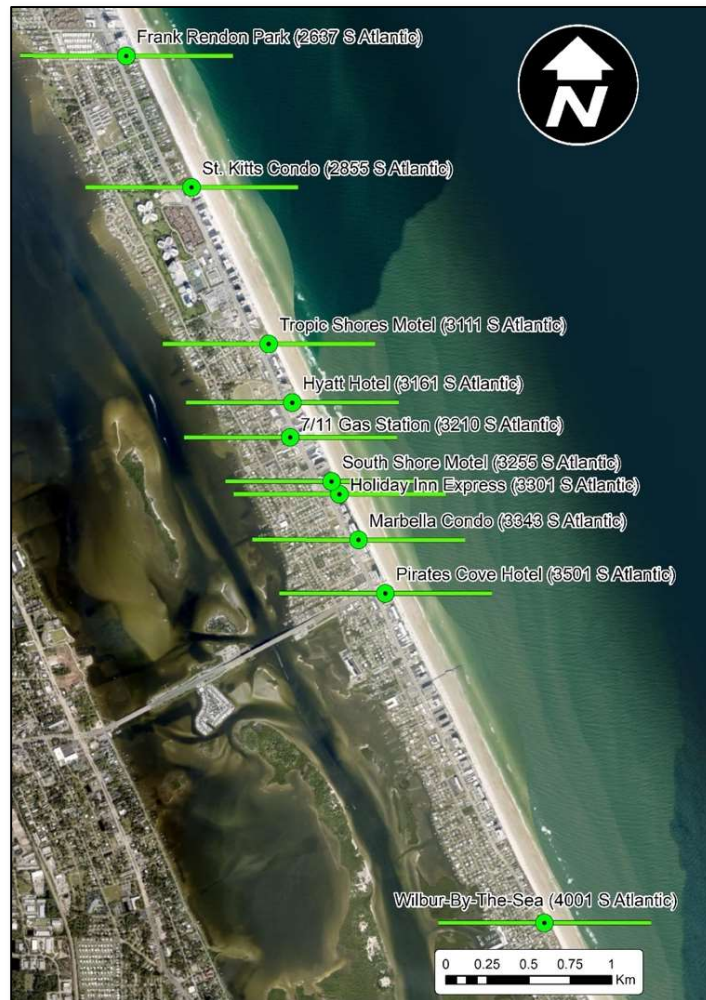 Frank Rendon Park (2637 S Atlantic)
N
St. Kitts Condo (2855 S Atlantic)
Tropic Shores Motel (3111 S Atlantic)
Hyatt Hotel (3161 S Atlantic)
7/11 Gas Station (3210 S Atlantic)
South Shore Motel (3255 S Atlantic)
Holiday Inn Express (3301 S Atlantic)
Marbella Condo (3343 S Atlantic)
Pirates Cove Hotel (3501 S Atlantic)
Wilbur-By-The-Sea (4001 S Atlantic)
0 0.25 0.5 0.75 1
Km